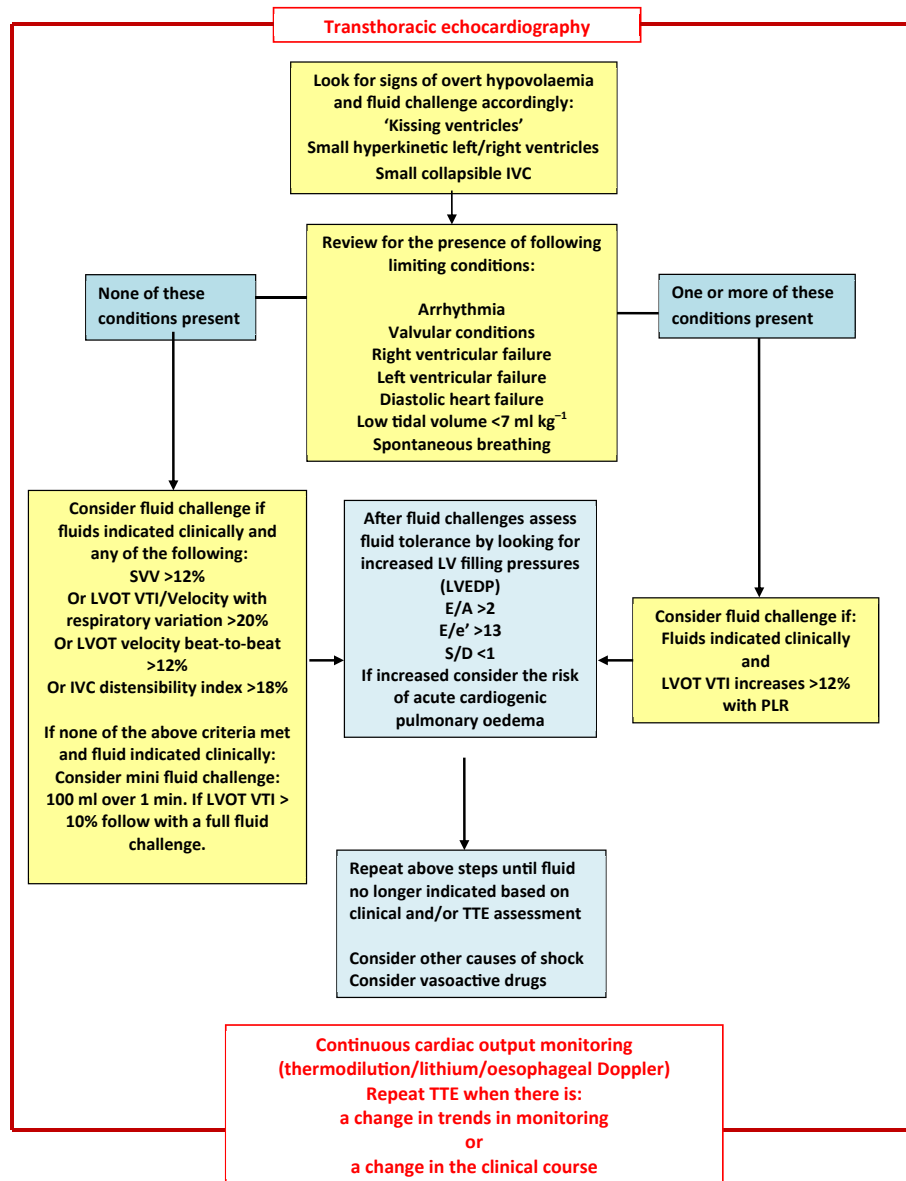 Transthoracic echocardiography
Look for signs of overt hypovolaemia
and fluid challenge accordingly:
‘Kissing ventricles’
Small hyperkinetic left/right ventricles
Small collapsible IVC
Review for the presence of following
limiting conditions:
Arrhythmia
Valvular conditions
Right ventricular failure
Left ventricular failure
Diastolic heart failure
Low tidal volume <7 ml kg⁻¹
Spontaneous breathing
None of these
conditions present
One or more of these
conditions present
Consider fluid challenge if
fluids indicated clinically and
any of the following:
SVV >12%
Or LVOT VTI/Velocity with
respiratory variation >20%
Or LVOT velocity beat-to-beat
>12%
Or IVC distensibility index >18%
If none of the above criteria met
and fluid indicated clinically:
Consider mini fluid challenge:
100 ml over 1 min. If LVOT VTI >
10% follow with a full fluid
challenge.
After fluid challenges assess
fluid tolerance by looking for
increased LV filling pressures
(LVEDP)
E/A >2
E/e’ >13
S/D <1
If increased consider the risk
of acute cardiogenic
pulmonary oedema
Consider fluid challenge if:
Fluids indicated clinically
and
LVOT VTI increases >12%
with PLR
Repeat above steps until fluid
no longer indicated based on
clinical and/or TTE assessment
Consider other causes of shock
Consider vasoactive drugs
Continuous cardiac output monitoring
(thermodilution/lithium/oesophageal Doppler)
Repeat TTE when there is:
a change in trends in monitoring
or
a change in the clinical course